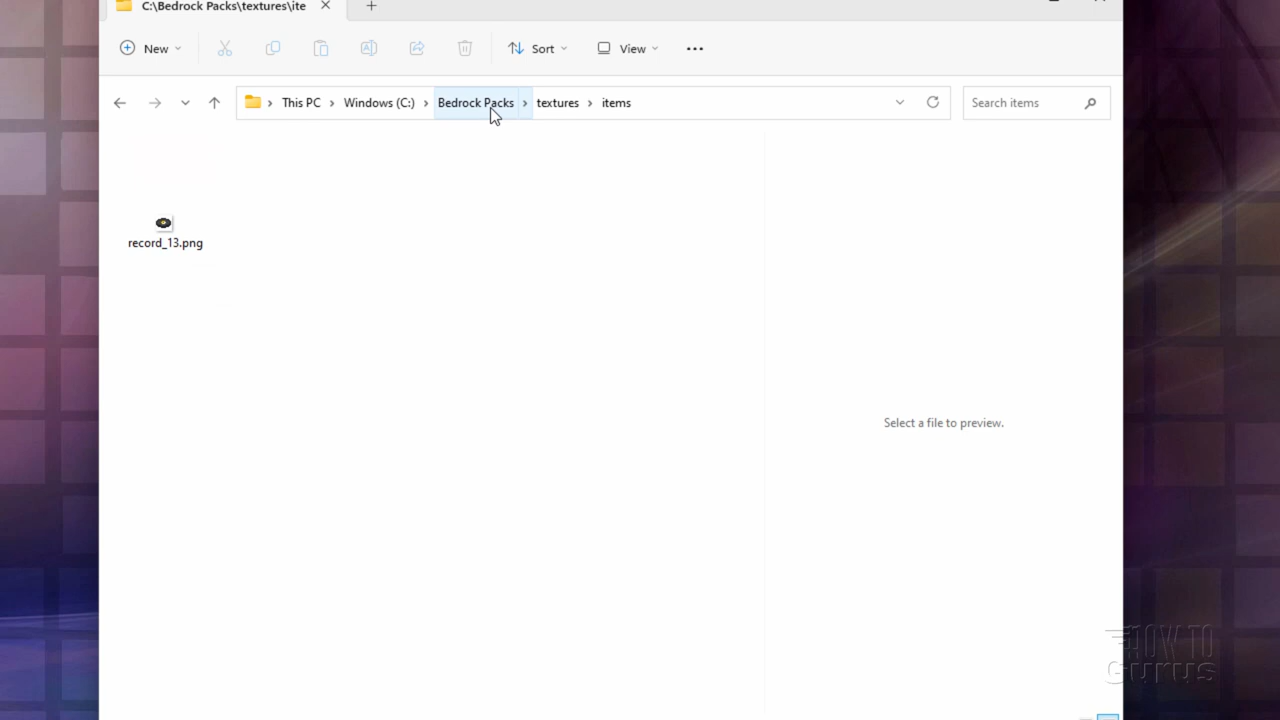 C:\Bedrock Packs\textures\ite
New
Sort
View
This PC > Windows (C:) > Bedrock Packs > textures > items
Search items
record_13.png
Select a file to preview.
HOW TO
Gurus